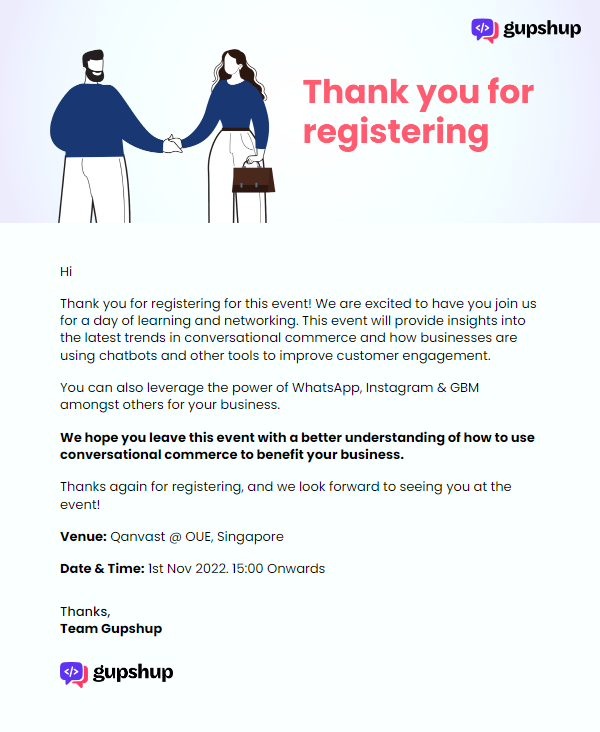 gupshup
Thank you for
registering
Hi
Thank you for registering for this event! We are excited to have you join us
for a day of learning and networking. This event will provide insights into
the latest trends in conversational commerce and how businesses are
using chatbots and other tools to improve customer engagement.
You can also leverage the power of WhatsApp, Instagram & GBM
amongst others for your business.
We hope you leave this event with a better understanding of how to use
conversational commerce to benefit your business.
Thanks again for registering, and we look forward to seeing you at the
event!
Venue: Qanvast @ OUE, Singapore
Date & Time: 1st Nov 2022. 15:00 Onwards
Thanks,
Team Gupshup
gupshup